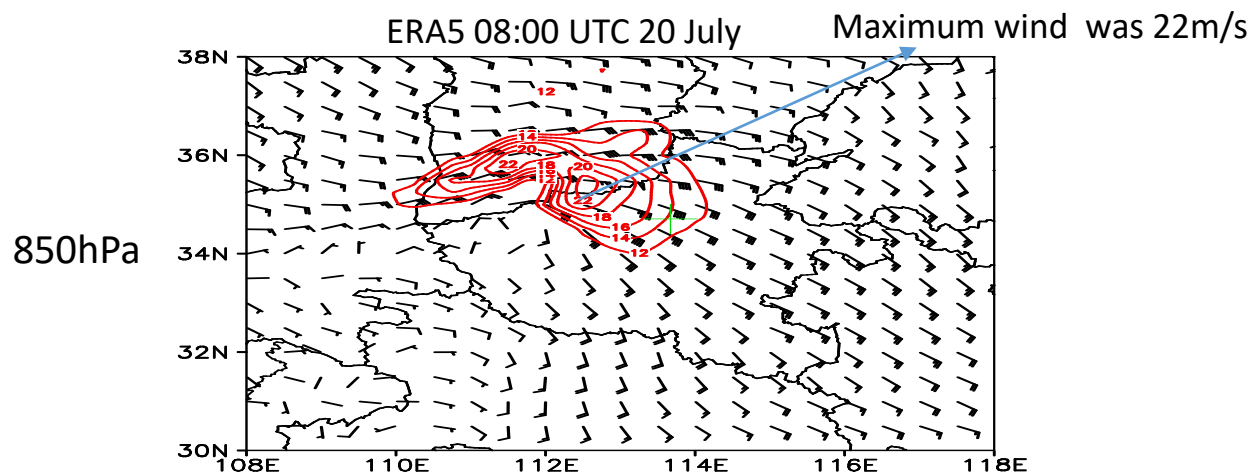 ERA5 08:00 UTC 20 July
Maximum wind was 22m/s
850hPa
38N
36N
34N
32N
30N
12
14
20
22
18
20
22
18
16
14
12
108E 110E 112E 114E 116E 118E